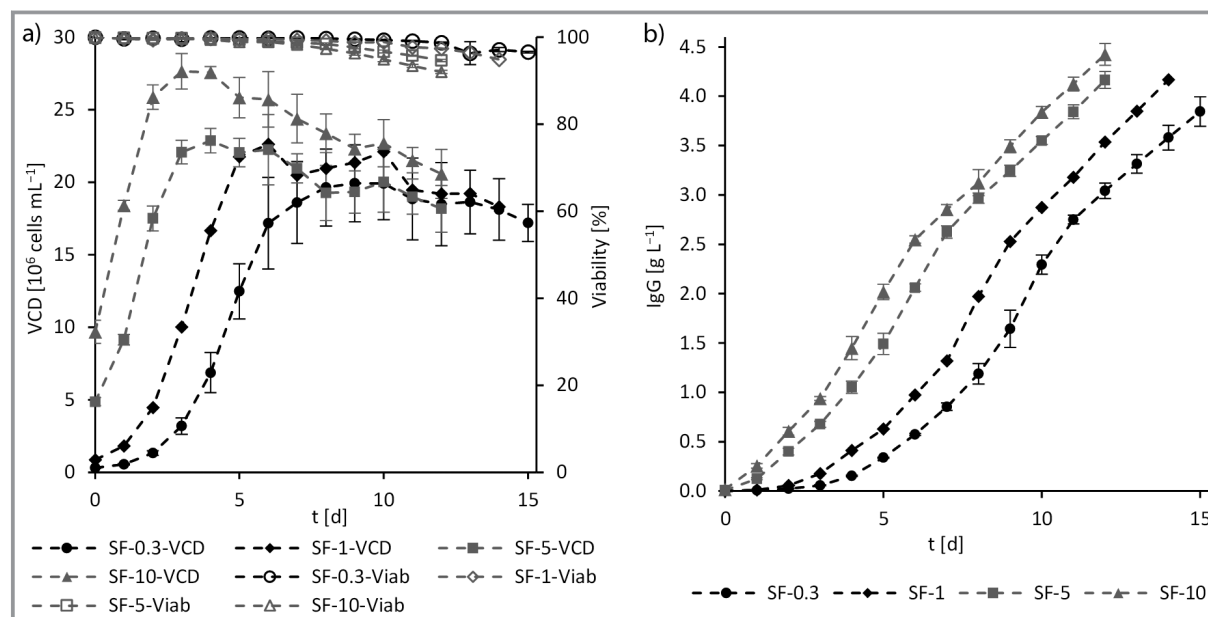 a)
30
25
20
15
10
5
0
VCD [10⁶ cells mL⁻¹]
100
80
60
40
20
0
Viability [%]
0 5 10 15
t [d]
SF-0.3-VCD SF-1-VCD SF-5-VCD
SF-10-VCD SF-0.3-Viab SF-1-Viab
SF-5-Viab SF-10-Viab
b)
4.5
4.0
3.5
3.0
2.5
2.0
1.5
1.0
0.5
0.0
IgG [g L⁻¹]
0 5 10 15
t [d]
SF-0.3 SF-1 SF-5 SF-10